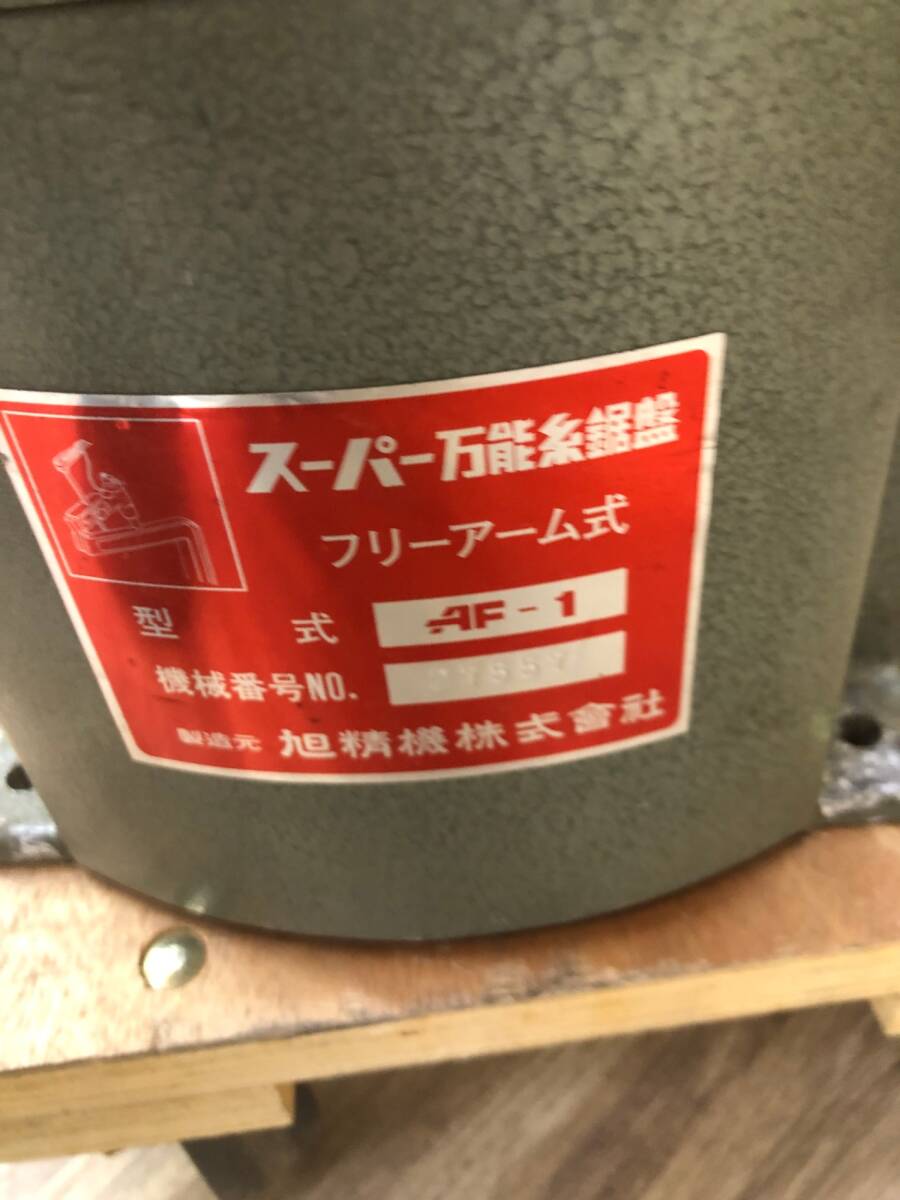 スーパー万能糸鋸盤
フリーアーム式
型 式 AF-1
機械番号NO.
製造元 旭精機株式會社